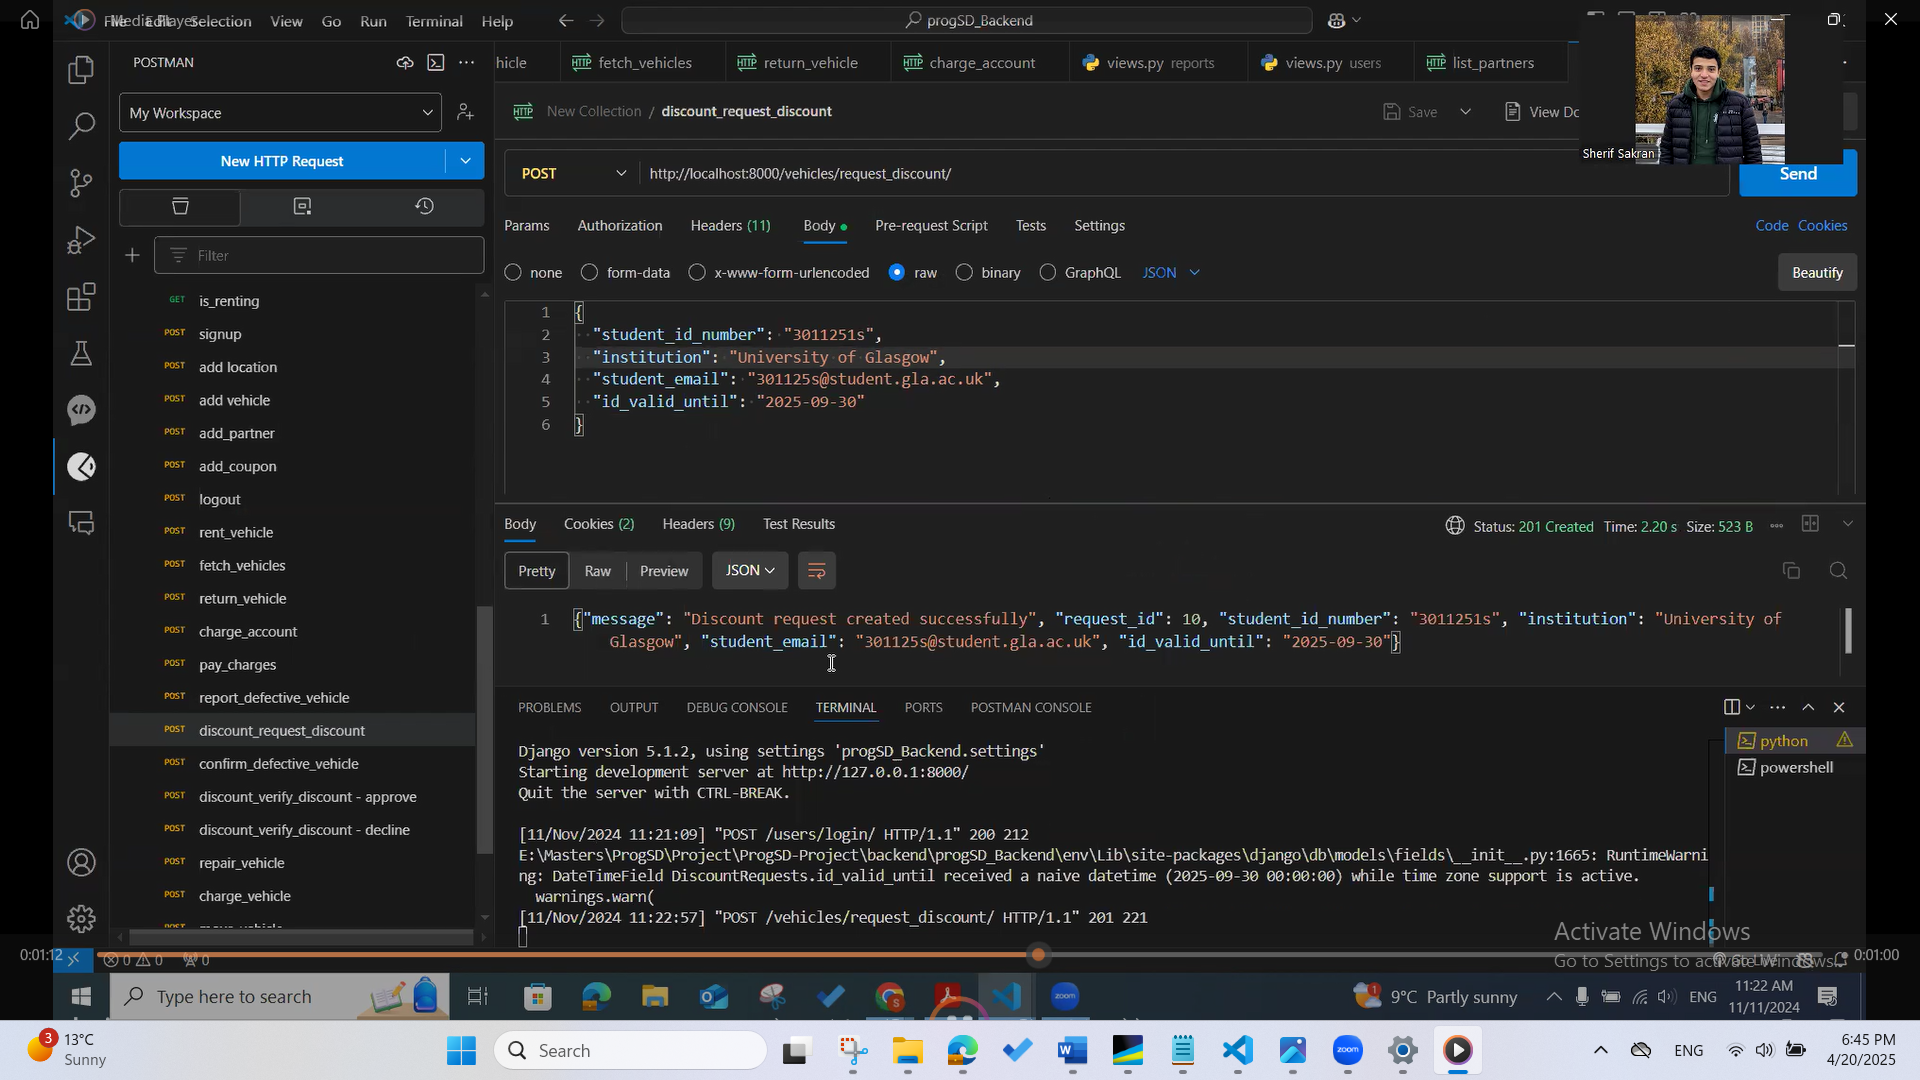 Media Player
File Edit Selection View Go Run Terminal Help
progSD_Backend
POSTMAN
hicle
HTTP fetch_vehicles
HTTP return_vehicle
HTTP charge_account
views.py reports
views.py users
HTTP list_partners
My Workspace
HTTP New Collection / discount_request_discount
Save
View Do
Sherif Sakran
New HTTP Request
POST
http://localhost:8000/vehicles/request_discount/
Send
Params Authorization Headers (11) Body Pre-request Script Tests Settings
Code Cookies
Filter
none form-data x-www-form-urlencoded raw binary GraphQL JSON
Beautify
GET is_renting
POST signup
POST add location
POST add vehicle
POST add_partner
POST add_coupon
POST logout
POST rent_vehicle
POST fetch_vehicles
POST return_vehicle
POST charge_account
POST pay_charges
POST report_defective_vehicle
POST discount_request_discount
POST confirm_defective_vehicle
POST discount_verify_discount - approve
POST discount_verify_discount - decline
POST repair_vehicle
POST charge_vehicle
1 {
2 "student_id_number": "3011251s",
3 "institution": "University of Glasgow",
4 "student_email": "301125s@student.gla.ac.uk",
5 "id_valid_until": "2025-09-30"
6 }
Body Cookies (2) Headers (9) Test Results
Status: 201 Created Time: 2.20 s Size: 523 B
Pretty Raw Preview JSON
1 {"message": "Discount request created successfully", "request_id": 10, "student_id_number": "3011251s", "institution": "University of
Glasgow", "student_email": "301125s@student.gla.ac.uk", "id_valid_until": "2025-09-30"}
PROBLEMS OUTPUT DEBUG CONSOLE TERMINAL PORTS POSTMAN CONSOLE
python
powershell
Django version 5.1.2, using settings 'progSD_Backend.settings'
Starting development server at http://127.0.0.1:8000/
Quit the server with CTRL-BREAK.
[11/Nov/2024 11:21:09] "POST /users/login/ HTTP/1.1" 200 212
E:\Masters\ProgSD\Project\ProgSD-Project\backend\progSD_Backend\env\Lib\site-packages\django\db\models\fields\__init__.py:1665: RuntimeWarni
ng: DateTimeField DiscountRequests.id_valid_until received a naive datetime (2025-09-30 00:00:00) while time zone support is active.
warnings.warn(
[11/Nov/2024 11:22:57] "POST /vehicles/request_discount/ HTTP/1.1" 201 221
Activate Windows
Go to Settings to activate Windows.
0:01:12
0 0 0
0:01:00
Type here to search
1
9°C Partly sunny
ENG
11:22 AM
11/11/2024
zoom
3
13°C
Sunny
Search
zoom
ENG
6:45 PM
4/20/2025